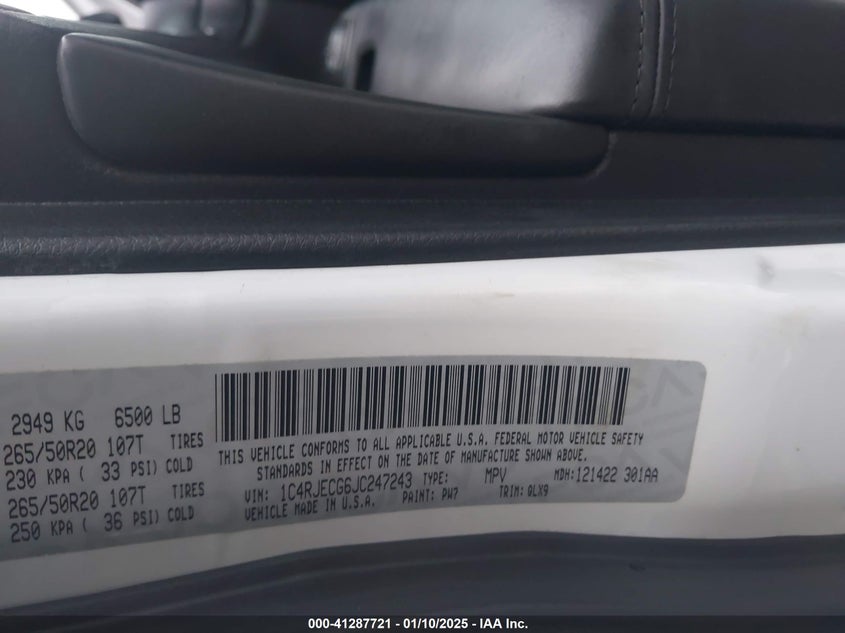 2949 KG 6500 LB
265/50R20 107T TIRES
230 KPA ( 33 PSI) COLD
265/50R20 107T TIRES
250 KPA ( 36 PSI) COLD
THIS VEHICLE CONFORMS TO ALL APPLICABLE U.S.A. FEDERAL MOTOR VEHICLE SAFETY
STANDARDS IN EFFECT ON THE DATE OF MANUFACTURE SHOWN ABOVE.
VIN: 1C4RJECG6JC247243 TYPE: MPV MDH: 121422 301AA
VEHICLE MADE IN U.S.A. PAINT: PW7 TRIM: QLX9
000-41287721 - 01/10/2025 - © IAA, Inc.